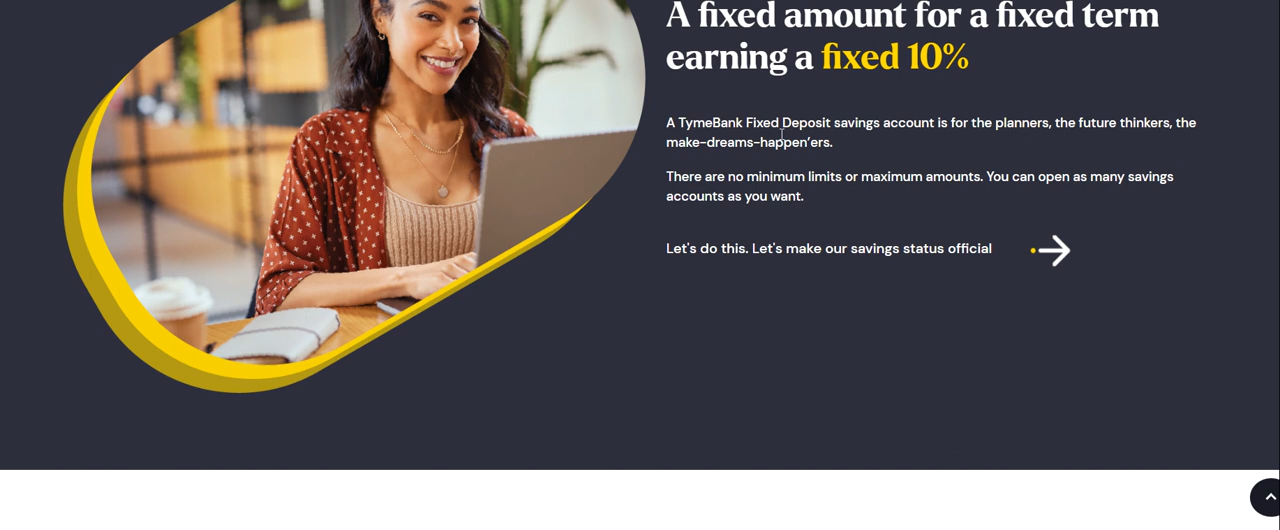 A fixed amount for a fixed term
earning a fixed 10%
A TymeBank Fixed Deposit savings account is for the planners, the future thinkers, the
make-dreams-happen’ers.
There are no minimum limits or maximum amounts. You can open as many savings
accounts as you want.
Let's do this. Let's make our savings status official